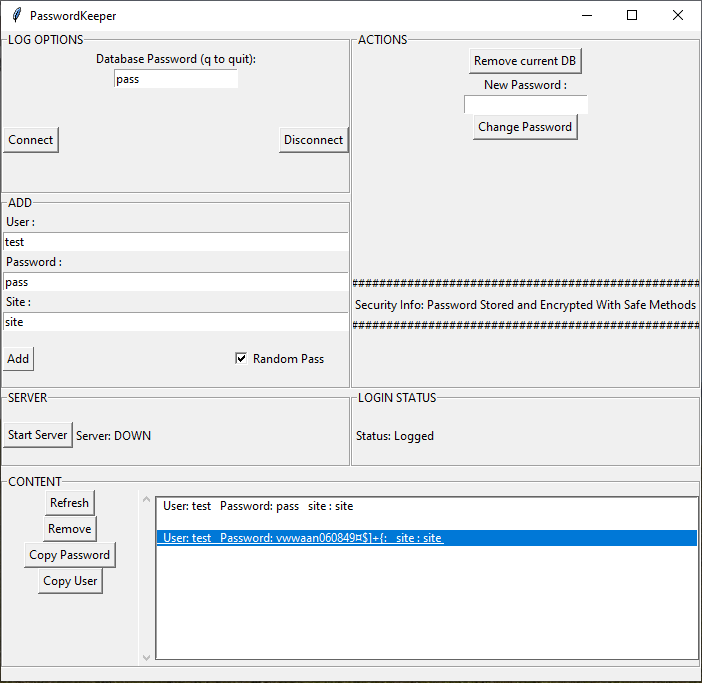 PasswordKeeper
LOG OPTIONS
Database Password (q to quit):
pass
Connect
Disconnect
ACTIONS
Remove current DB
New Password :
Change Password
##################################################
Security Info: Password Stored and Encrypted With Safe Methods
##################################################
ADD
User :
test
Password :
pass
Site :
site
Add
Random Pass
SERVER
Start Server
Server: DOWN
LOGIN STATUS
Status: Logged
CONTENT
Refresh
Remove
Copy Password
Copy User
User: test Password: pass site : site
User: test Password: vwwaan060849¤$]+{: site : site